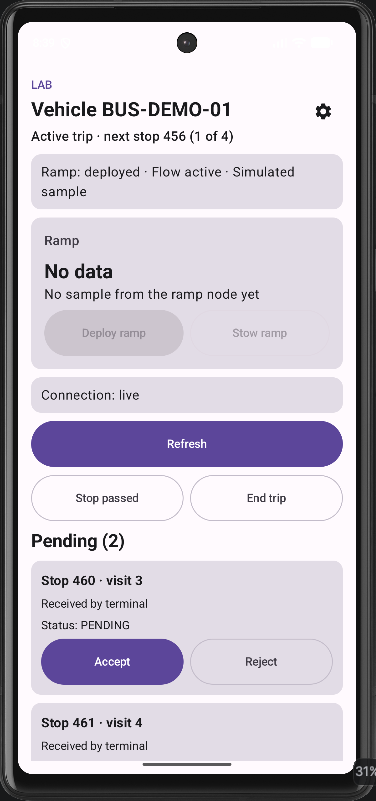 LAB
Vehicle BUS-DEMO-01
Active trip · next stop 456 (1 of 4)
Ramp: deployed · Flow active · Simulated
sample
Ramp
No data
No sample from the ramp node yet
Deploy ramp
Stow ramp
Connection: live
Refresh
Stop passed
End trip
Pending (2)
Stop 460 · visit 3
Received by terminal
Status: PENDING
Accept
Reject
Stop 461 · visit 4
Received by terminal
31%